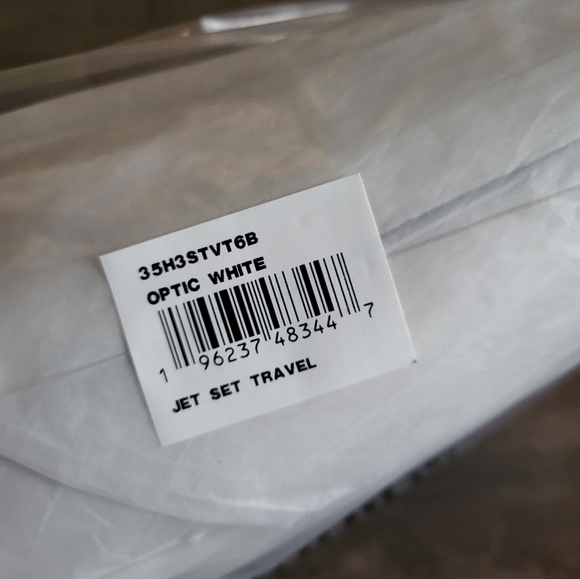 35H3STVT6B
OPTIC WHITE
1 96237 48344 7
JET SET TRAVEL